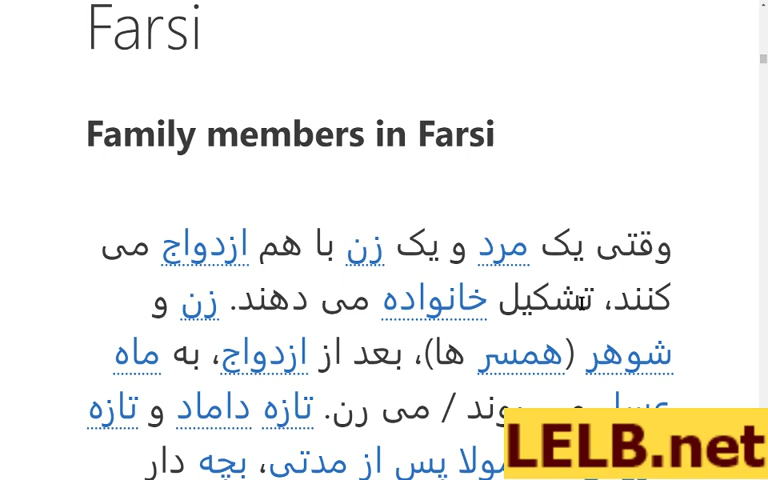 Farsi
Family members in Farsi
وقتی یک مرد و یک زن با هم ازدواج می
کنند، تشکیل خانواده می دهند. زن و
شوهر (همسر ها)، بعد از ازدواج، به ماه
عسل / می رن. تازه داماد و تازه
پس از مدتی، بچه دار
LELB.net